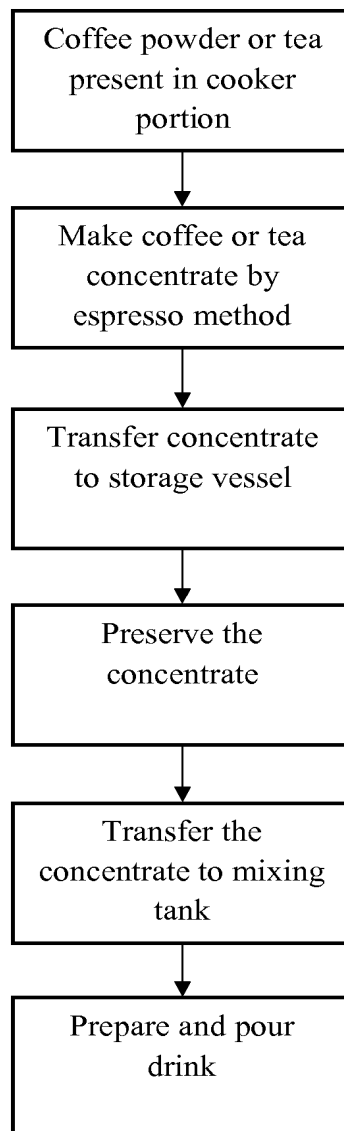 Coffee powder or tea
present in cooker
portion
Make coffee or tea
concentrate by
espresso method
Transfer concentrate
to storage vessel
Preserve the
concentrate
Transfer the
concentrate to mixing
tank
Prepare and pour
drink